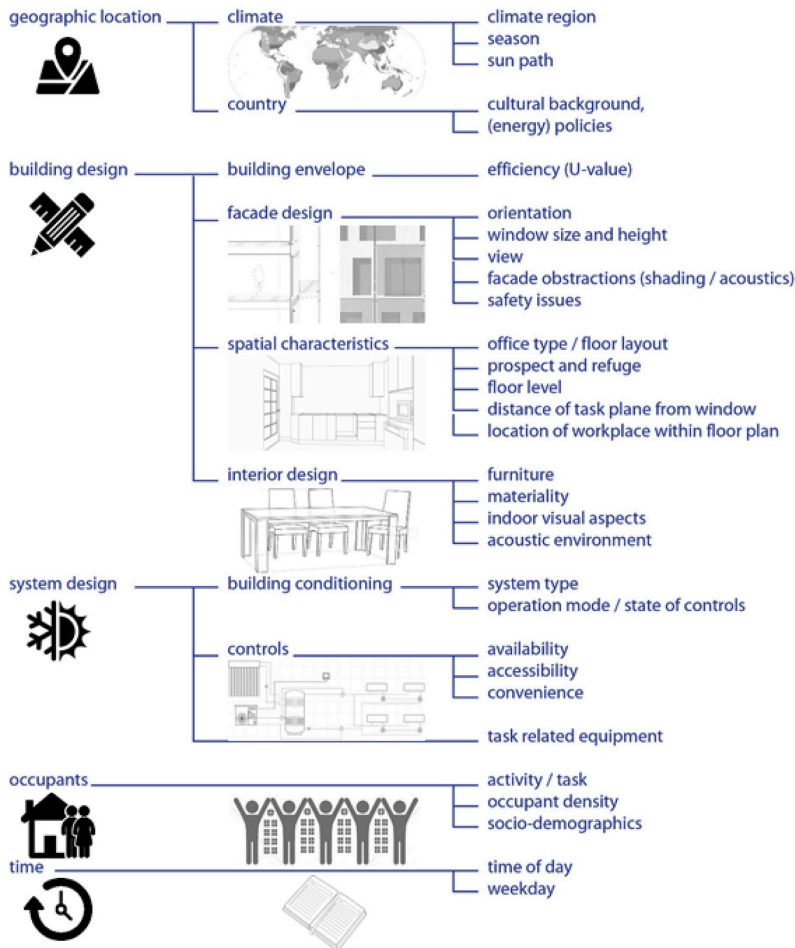 geographic location
climate
climate region
season
sun path
country
cultural background,
(energy) policies
building design
building envelope
efficiency (U-value)
facade design
orientation
window size and height
view
facade obstractions (shading / acoustics)
safety issues
spatial characteristics
office type / floor layout
prospect and refuge
floor level
distance of task plane from window
location of workplace within floor plan
interior design
furniture
materiality
indoor visual aspects
acoustic environment
system design
building conditioning
system type
operation mode / state of controls
controls
availability
accessibility
convenience
task related equipment
occupants
activity / task
occupant density
socio-demographics
time
time of day
weekday